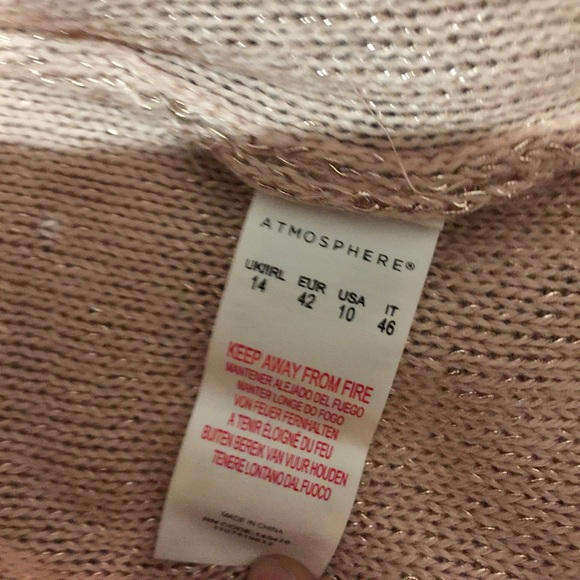 ATMOSPHERE®
UK/IRL EUR USA IT
14 42 10 46
KEEP AWAY FROM FIRE
MANTENER ALEJADO DEL FUEGO
MANTER LONGE DO FOGO
VON FEUER FERNHALTEN
A TENIR ÉLOIGNÉ DU FEU
BUITEN BEREIK VAN VUUR HOUDEN
TENERE LONTANO DAL FUOCO
MADE IN CHINA